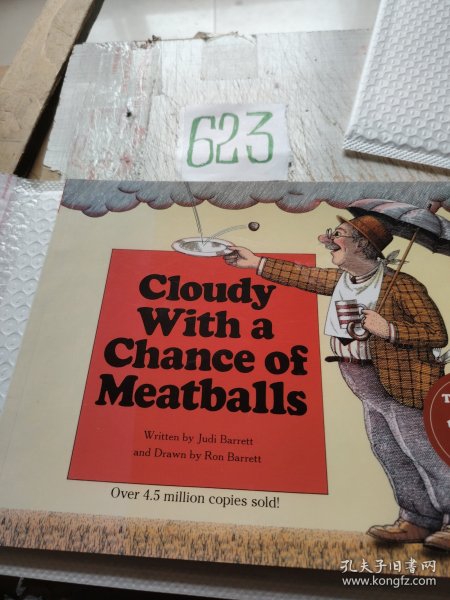 623
Cloudy
With a
Chance of
Meatballs
Written by Judi Barrett
and Drawn by Ron Barrett
Over 4.5 million copies sold!
孔夫子旧书网
www.kongfz.com